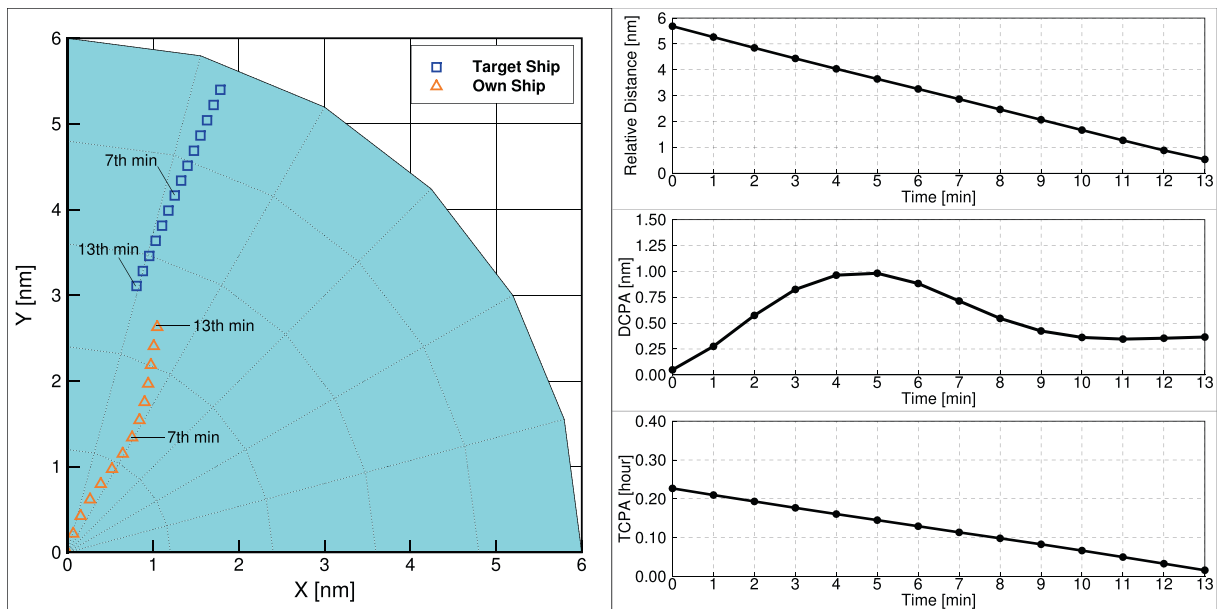 6
5
4
3
2
1
0
Y [nm]
0 1 2 3 4 5 6
X [nm]
Target Ship
Own Ship
7th min
13th min
13th min
7th min
6
5
4
3
2
1
0
Relative Distance [nm]
0 1 2 3 4 5 6 7 8 9 10 11 12 13
Time [min]
1.50
1.25
1.00
0.75
0.50
0.25
0.00
DCPA [nm]
0 1 2 3 4 5 6 7 8 9 10 11 12 13
Time [min]
0.40
0.30
0.20
0.10
0.00
TCPA [hour]
0 1 2 3 4 5 6 7 8 9 10 11 12 13
Time [min]